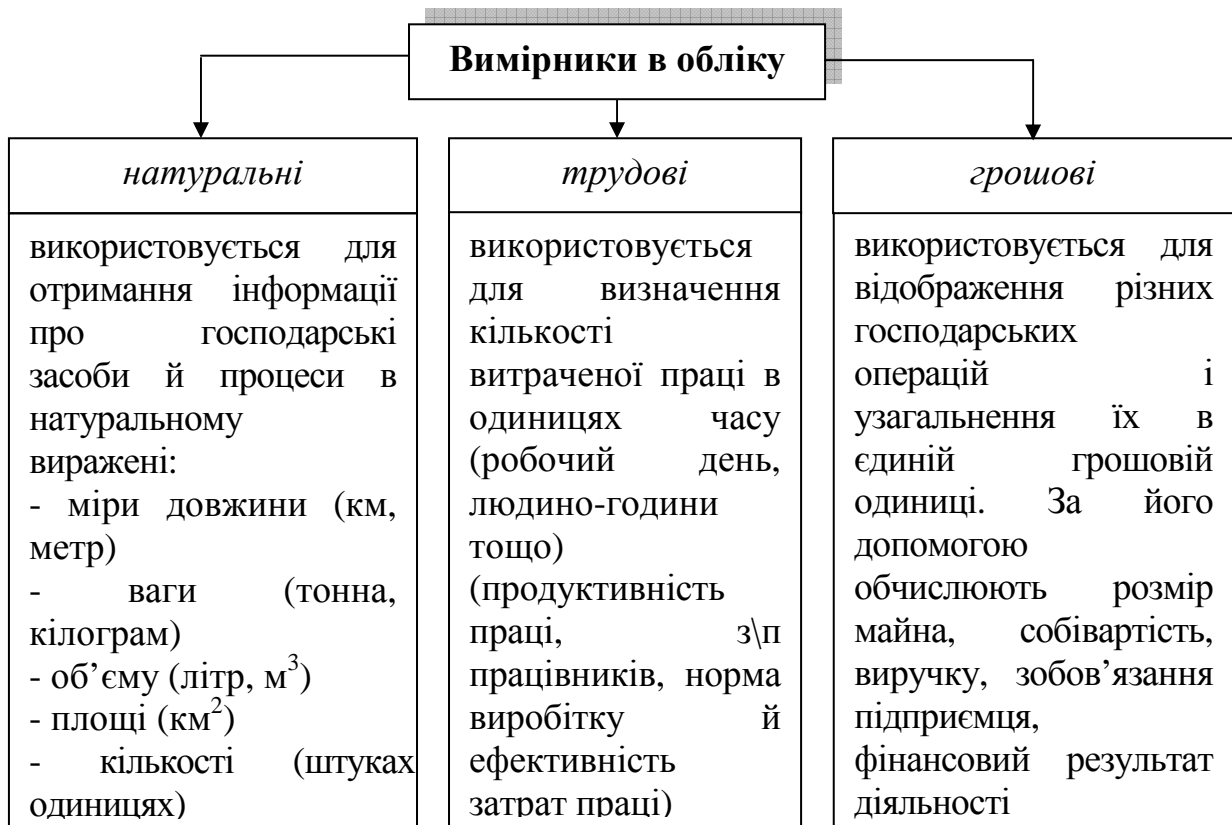 Вимірники в обліку
натуральні
використовується для
отримання інформації
про господарські
засоби й процеси в
натуральному
виражені:
- міри довжини (км,
метр)
- ваги (тонна,
кілограм)
- об’єму (літр, м³)
- площі (км²)
- кількості (штуках
одиницях)
трудові
використовується
для визначення
кількості
витраченої праці в
одиницях часу
(робочий день,
людино-години
тощо)
(продуктивність
праці, з\п
працівників, норма
виробітку й
ефективність
затрат праці)
грошові
використовується для
відображення різних
господарських
операцій і
узагальнення їх в
єдиній грошовій
одиниці. За його
допомогою
обчислюють розмір
майна, собівартість,
виручку, зобов’язання
підприємця,
фінансовий результат
діяльності